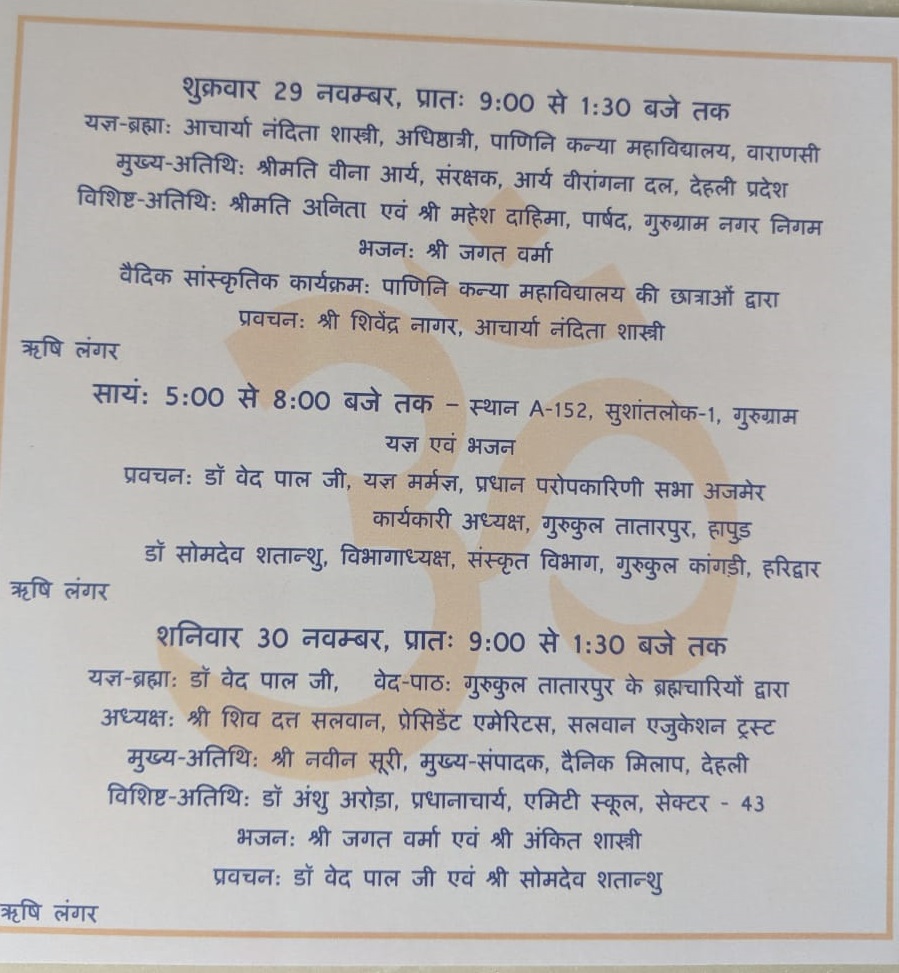 शुक्रवार 29 नवम्बर, प्रातः 9:00 से 1:30 बजे तक
यज्ञ-ब्रह्माः आचार्या नंदिता शास्त्री, अधिष्ठात्री, पाणिनि कन्या महाविद्यालय, वाराणसी
मुख्य-अतिथिः श्रीमति वीना आर्य, संरक्षक, आर्य वीरांगना दल, देहली प्रदेश
विशिष्ट-अतिथिः श्रीमति अनिता एवं श्री महेश दाहिमा, पार्षद, गुरुग्राम नगर निगम
भजनः श्री जगत वर्मा
वैदिक सांस्कृतिक कार्यक्रमः पाणिनि कन्या महाविद्यालय की छात्राओं द्वारा
प्रवचनः श्री शिवेंद्र नागर, आचार्या नंदिता शास्त्री
ऋषि लंगर
सायंः 5:00 से 8:00 बजे तक – स्थान A-152, सुशांतलोक-1, गुरुग्राम
यज्ञ एवं भजन
प्रवचनः डॉ वेद पाल जी, यज्ञ मर्मज्ञ, प्रधान परोपकारिणी सभा अजमेर
कार्यकारी अध्यक्ष, गुरुकुल तातारपुर, हापुड़
डॉ सोमदेव शतान्शु, विभागाध्यक्ष, संस्कृत विभाग, गुरुकुल कांगड़ी, हरिद्वार
ऋषि लंगर
शनिवार 30 नवम्बर, प्रातः 9:00 से 1:30 बजे तक
यज्ञ-ब्रह्माः डॉ वेद पाल जी, वेद-पाठः गुरुकुल तातारपुर के ब्रह्मचारियों द्वारा
अध्यक्षः श्री शिव दत्त सलवान, प्रेसिडेंट एमेरिटस, सलवान एजुकेशन ट्रस्ट
मुख्य-अतिथिः श्री नवीन सूरी, मुख्य-संपादक, दैनिक मिलाप, देहली
विशिष्ट-अतिथिः डॉ अंशु अरोड़ा, प्रधानाचार्य, एमिटी स्कूल, सेक्टर - 43
भजनः श्री जगत वर्मा एवं श्री अंकित शास्त्री
प्रवचनः डॉ वेद पाल जी एवं श्री सोमदेव शतान्शु
ऋषि लंगर